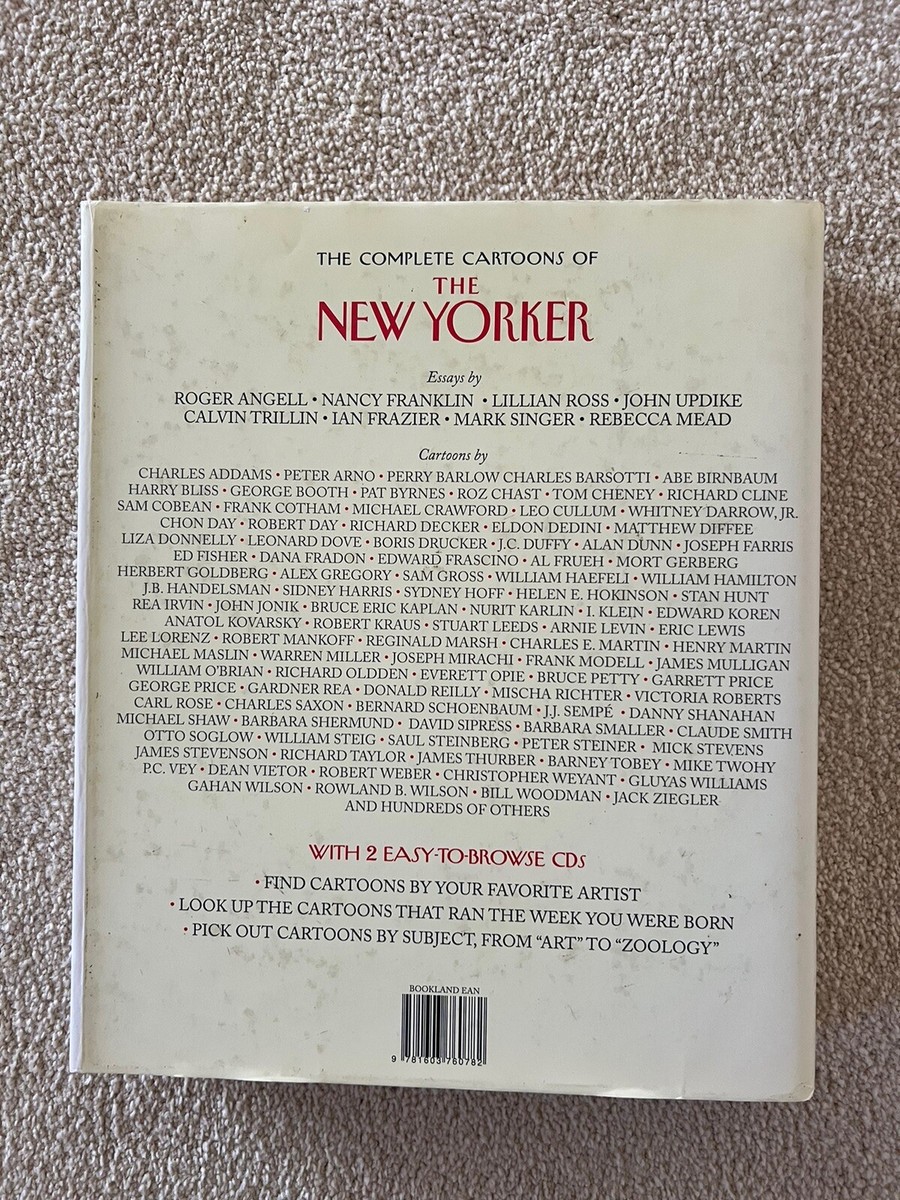 THE COMPLETE CARTOONS OF
THE
NEW YORKER
Essays by
ROGER ANGELL • NANCY FRANKLIN • LILLIAN ROSS • JOHN UPDIKE
CALVIN TRILLIN • IAN FRAZIER • MARK SINGER • REBECCA MEAD
Cartoons by
CHARLES ADDAMS • PETER ARNO • PERRY BARLOW CHARLES BARSOTTI • ABE BIRNBAUM
HARRY BLISS • GEORGE BOOTH • PAT BYRNES • ROZ CHAST • TOM CHENEY • RICHARD CLINE
SAM COBEAN • FRANK COTHAM • MICHAEL CRAWFORD • LEO CULLUM • WHITNEY DARROW, JR.
CHON DAY • ROBERT DAY • RICHARD DECKER • ELDON DEDINI • MATTHEW DIFFEE
LIZA DONNELLY • LEONARD DOVE • BORIS DRUCKER • J.C. DUFFY • ALAN DUNN • JOSEPH FARRIS
ED FISHER • DANA FRADON • EDWARD FRASCINO • AL FRUEH • MORT GERBERG
HERBERT GOLDBERG • ALEX GREGORY • SAM GROSS • WILLIAM HAEFELI • WILLIAM HAMILTON
J.B. HANDELSMAN • SIDNEY HARRIS • SYDNEY HOFF • HELEN E. HOKINSON • STAN HUNT
REA IRVIN • JOHN JONIK • BRUCE ERIC KAPLAN • NURIT KARLIN • I. KLEIN • EDWARD KOREN
ANATOL KOVARSKY • ROBERT KRAUS • STUART LEEDS • ARNIE LEVIN • ERIC LEWIS
LEE LORENZ • ROBERT MANKOFF • REGINALD MARSH • CHARLES E. MARTIN • HENRY MARTIN
MICHAEL MASLIN • WARREN MILLER • JOSEPH MIRACHI • FRANK MODELL • JAMES MULLIGAN
WILLIAM O'BRIAN • RICHARD OLDDEN • EVERETT OPIE • BRUCE PETTY • GARRETT PRICE
GEORGE PRICE • GARDNER REA • DONALD REILLY • MISCHA RICHTER • VICTORIA ROBERTS
CARL ROSE • CHARLES SAXON • BERNARD SCHOENBAUM • J.J. SEMPÉ • DANNY SHANAHAN
MICHAEL SHAW • BARBARA SHERMUND • DAVID SIPRESS • BARBARA SMALLER • CLAUDE SMITH
OTTO SOGLOW • WILLIAM STEIG • SAUL STEINBERG • PETER STEINER • MICK STEVENS
JAMES STEVENSON • RICHARD TAYLOR • JAMES THURBER • BARNEY TOBEY • MIKE TWOHY
P.C. VEY • DEAN VIETOR • ROBERT WEBER • CHRISTOPHER WEYANT • GLUYAS WILLIAMS
GAHAN WILSON • ROWLAND B. WILSON • BILL WOODMAN • JACK ZIEGLER
AND HUNDREDS OF OTHERS
WITH 2 EASY-TO-BROWSE CDs
• FIND CARTOONS BY YOUR FAVORITE ARTIST
• LOOK UP THE CARTOONS THAT RAN THE WEEK YOU WERE BORN
• PICK OUT CARTOONS BY SUBJECT, FROM “ART” TO “ZOOLOGY”
BOOKLAND EAN
9 781603 760782